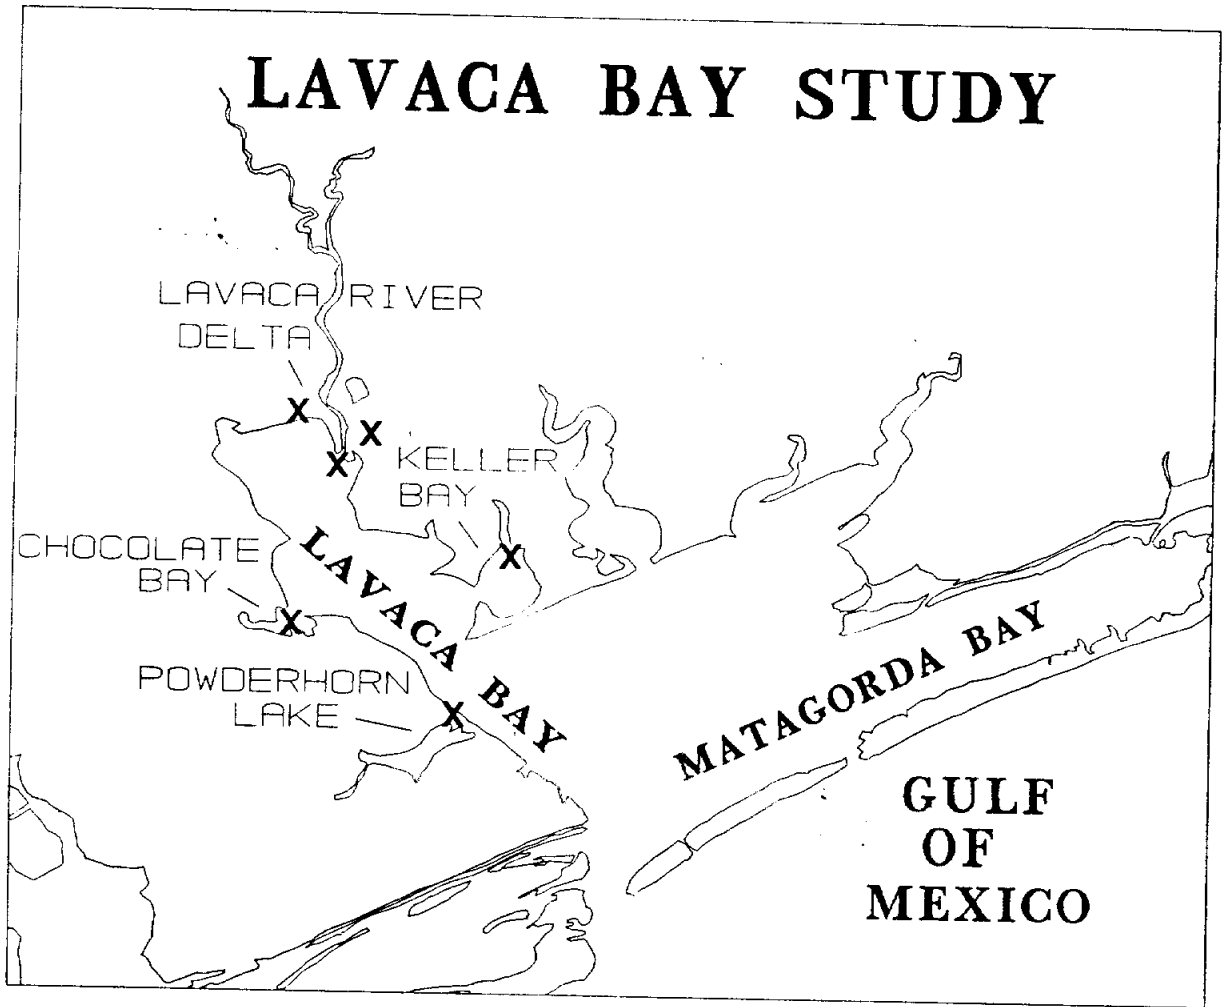 LAVACA BAY STUDY
LAVACA RIVER
DELTA
X
X
X
KELLER
BAY
X
CHOCOLATE
BAY
X
LAVACA BAY
POWDERHORN
LAKE
X
MATAGORDA BAY
GULF
OF
MEXICO